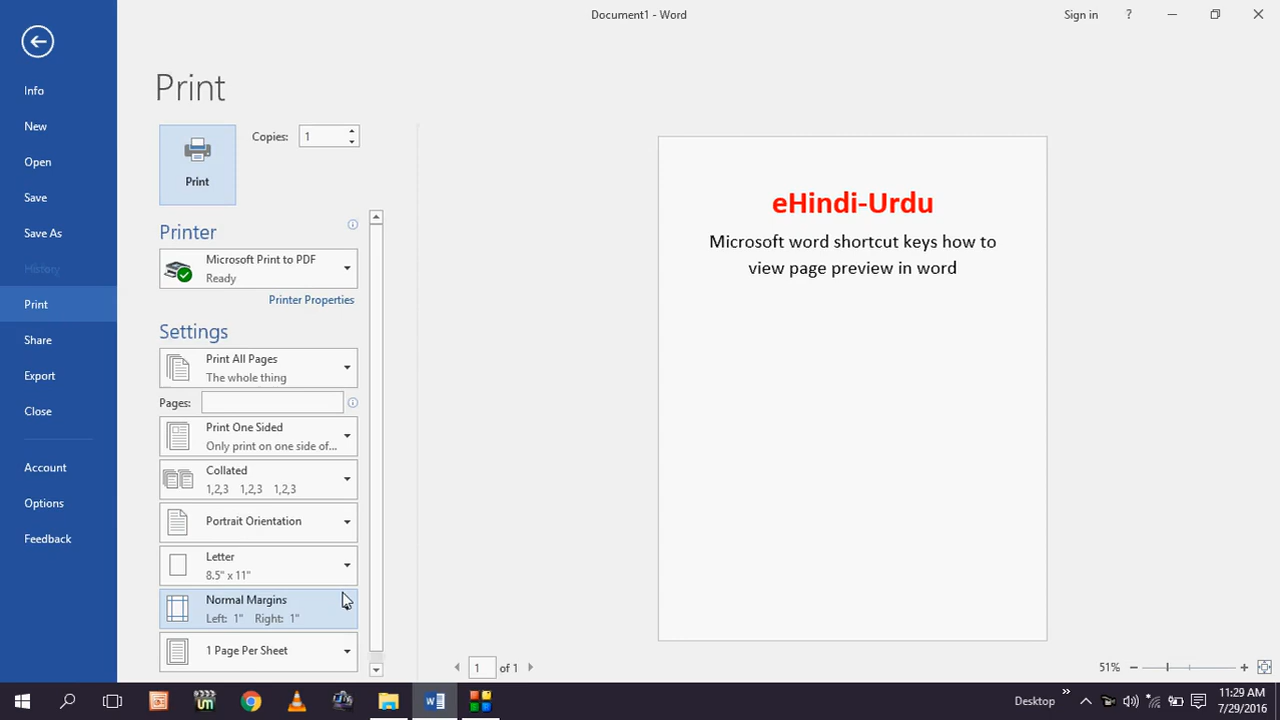 Document1 - Word
Sign in
?
Info
New
Open
Save
Save As
History
Print
Share
Export
Close
Account
Options
Feedback
Print
Print
Copies:
1
Printer
Microsoft Print to PDF
Ready
Printer Properties
Settings
Print All Pages
The whole thing
Pages:
Print One Sided
Only print on one side of...
Collated
1,2,3 1,2,3 1,2,3
Portrait Orientation
Letter
8.5" x 11"
Normal Margins
Left: 1" Right: 1"
1 Page Per Sheet
eHindi-Urdu
Microsoft word shortcut keys how to
view page preview in word
1 of 1
51%
Desktop
11:29 AM
7/29/2016